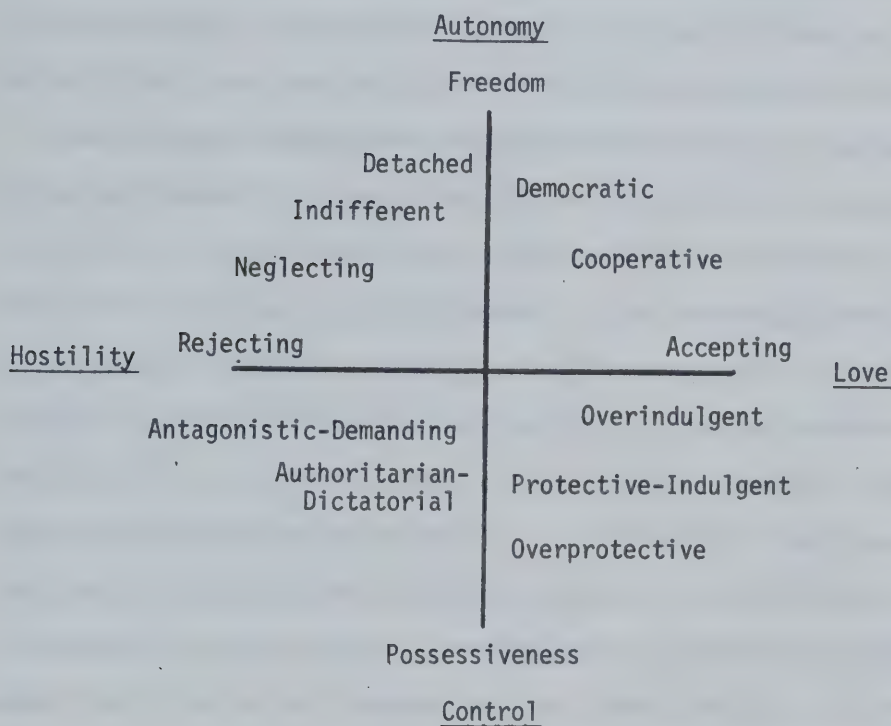 Autonomy
Freedom
Detached
Democratic
Indifferent
Neglecting
Cooperative
Hostility
Rejecting
Accepting
Love
Antagonistic-Demanding
Overindulgent
Authoritarian-
Dictatorial
Protective-Indulgent
Overprotective
Possessiveness
Control